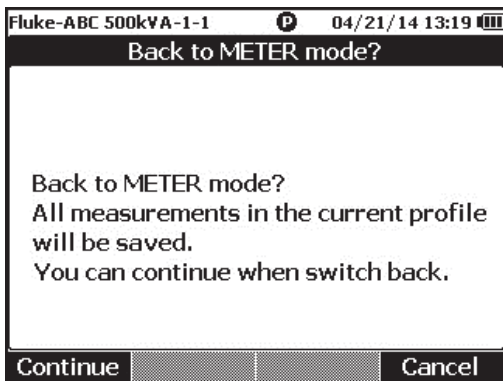 Fluke-ABC 500kVA-1-1 P 04/21/14 13:19
Back to METER mode?
Back to METER mode?
All measurements in the current profile
will be saved.
You can continue when switch back.
Continue Cancel